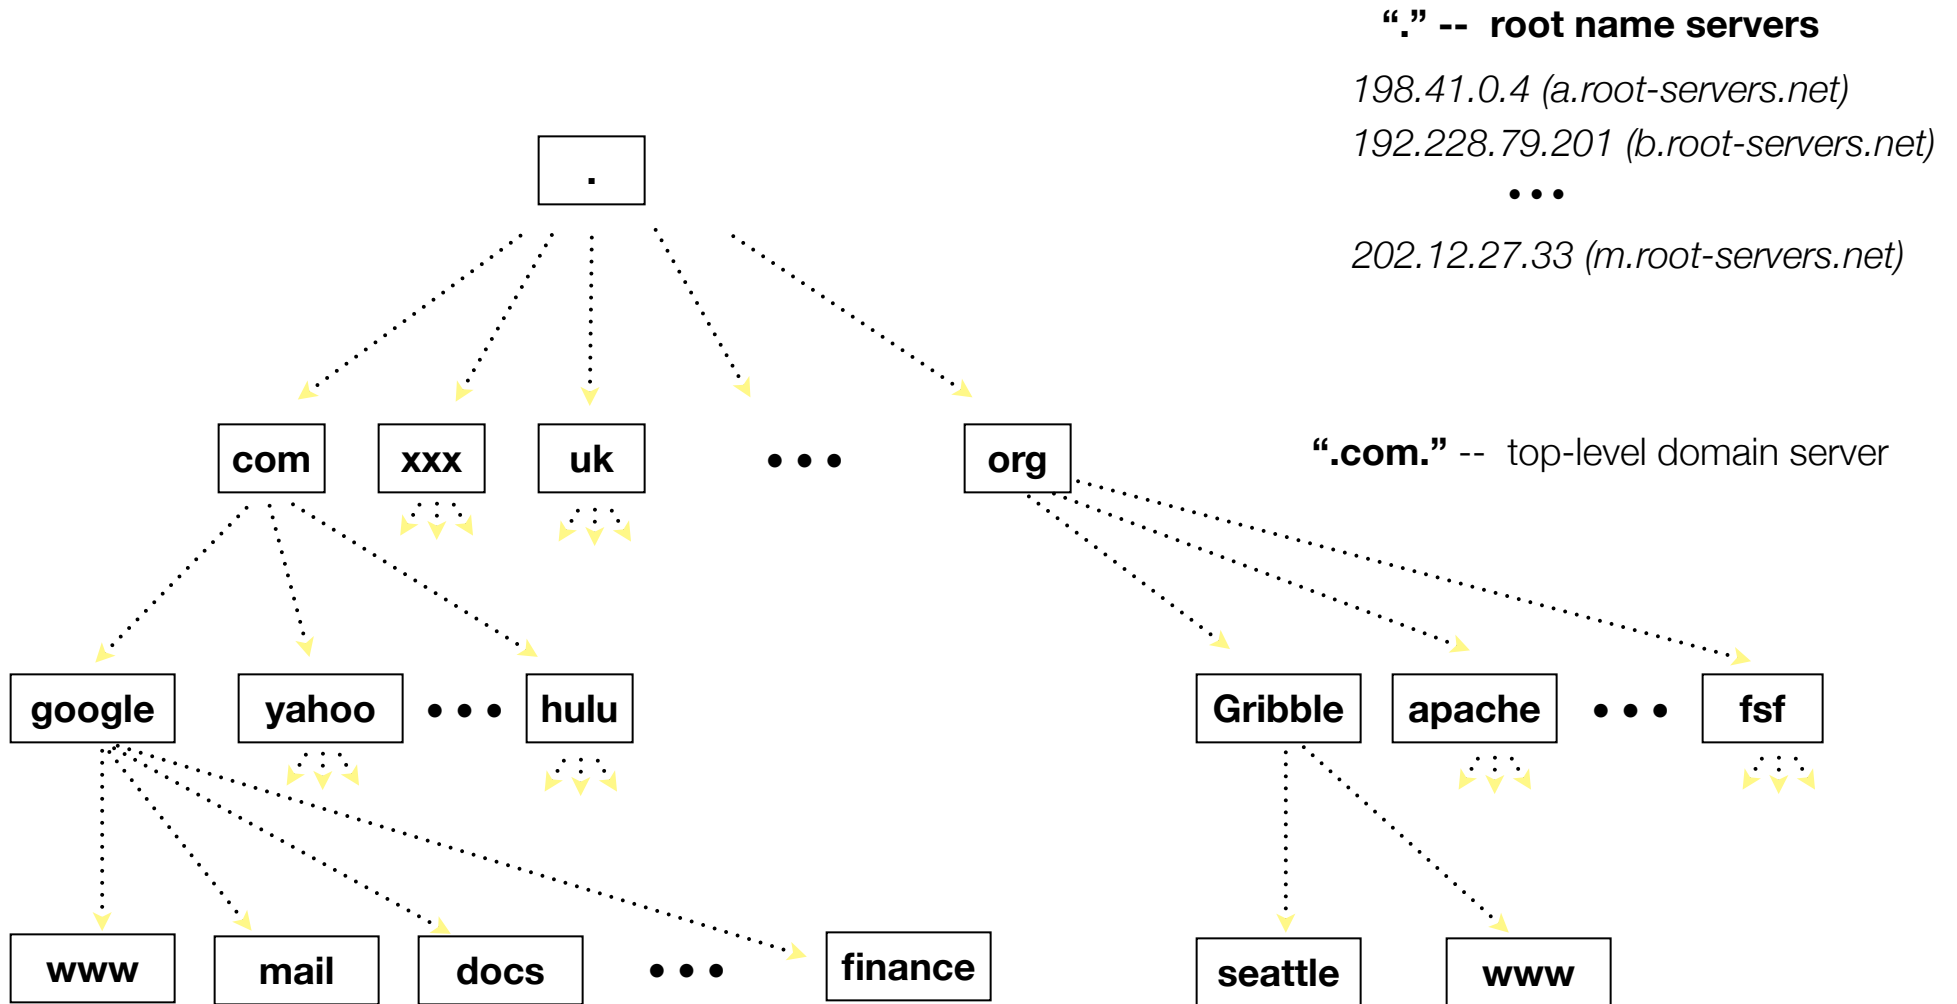 “.” -- root name servers
198.41.0.4 (a.root-servers.net)
192.228.79.201 (b.root-servers.net)
•••
202.12.27.33 (m.root-servers.net)
.
com xxx uk ••• org
“.com.” -- top-level domain server
google yahoo ••• hulu Gribble apache ••• fsf
www mail docs ••• finance seattle www